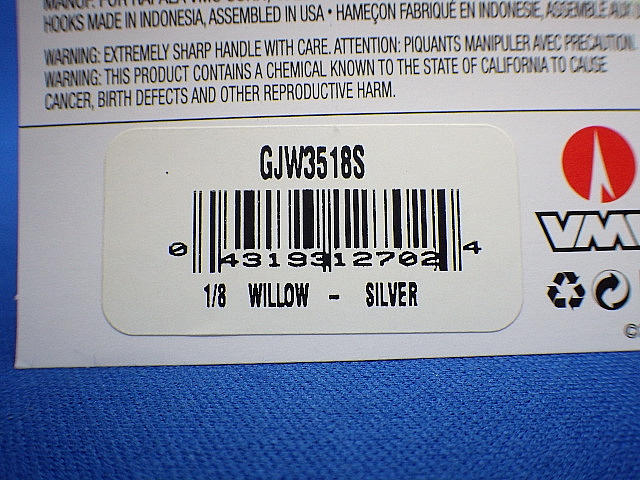 HOOKS MADE IN INDONESIA, ASSEMBLED IN USA • HAMEÇON FABRIQUÉ EN INDONESIE, ASSEMBLÉ AUX
WARNING: EXTREMELY SHARP HANDLE WITH CARE. ATTENTION: PIQUANTS MANIPULER AVEC PRECAUTION.
WARNING: THIS PRODUCT CONTAINS A CHEMICAL KNOWN TO THE STATE OF CALIFORNIA TO CAUSE
CANCER, BIRTH DEFECTS AND OTHER REPRODUCTIVE HARM.
GJW3518S
0 43193 12702 4
1/8 WILLOW - SILVER
VM
©